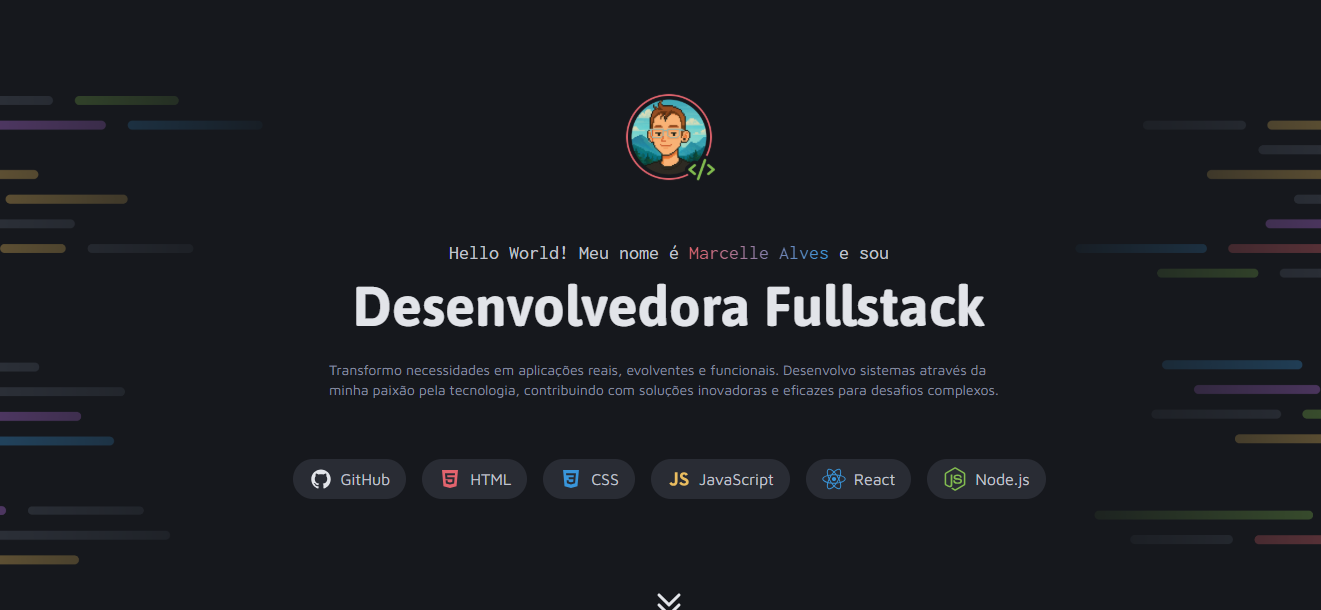 </>
Hello World! Meu nome é Marcelle Alves e sou
Desenvolvedora Fullstack
Transformo necessidades em aplicações reais, evolventes e funcionais. Desenvolvo sistemas através da
minha paixão pela tecnologia, contribuindo com soluções inovadoras e eficazes para desafios complexos.
GitHub HTML CSS JS JavaScript React JS Node.js